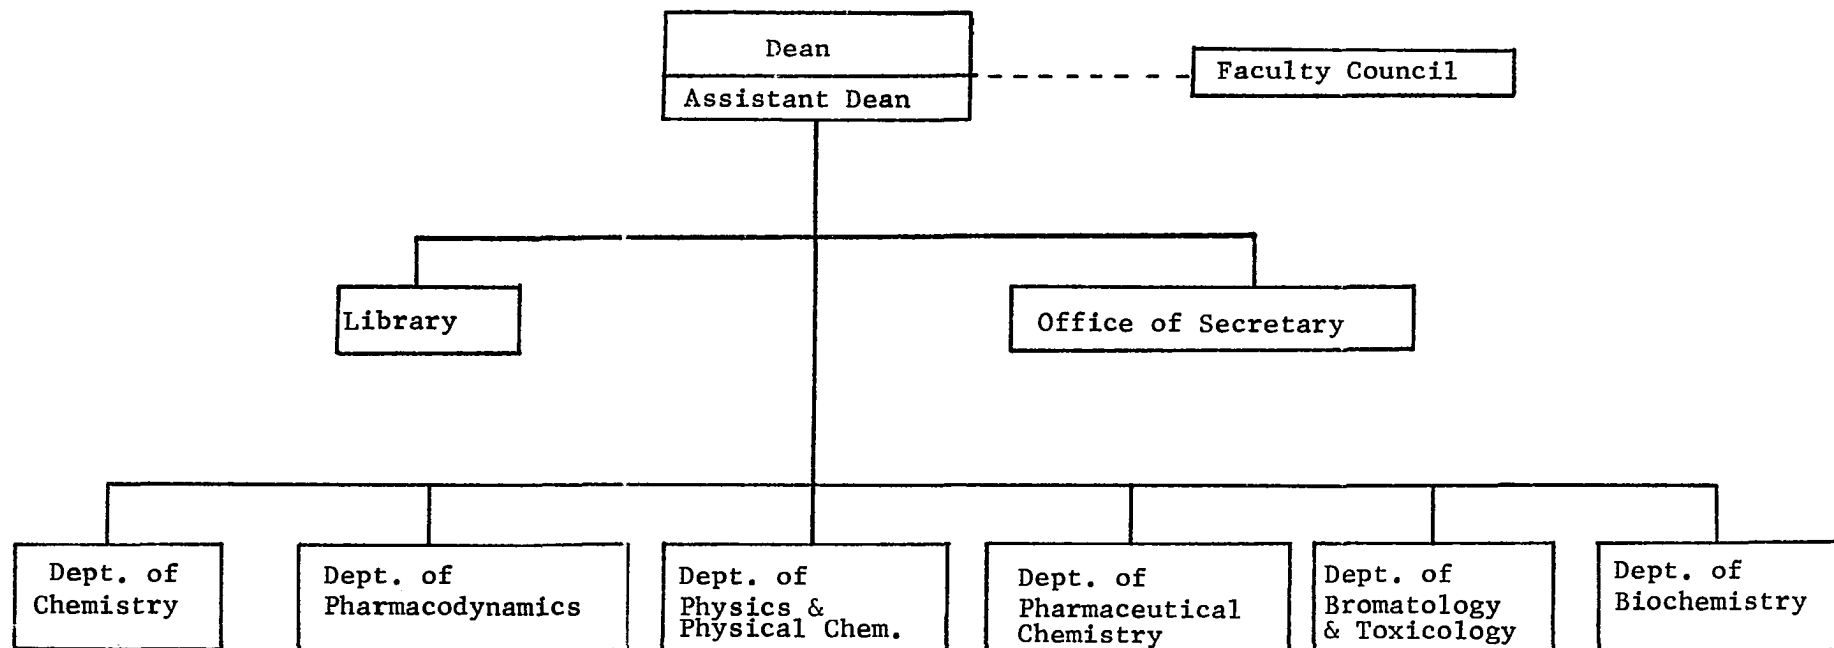 Dean
Assistant Dean
Faculty Council
Library
Office of Secretary
Dept. of
Chemistry
Dept. of
Pharmacodynamics
Dept. of
Physics &
Physical Chem.
Dept. of
Pharmaceutical
Chemistry
Dept. of
Bromatology
& Toxicology
Dept. of
Biochemistry